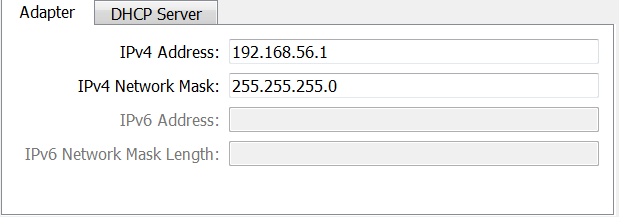 Adapter DHCP Server
IPv4 Address: 192.168.56.1
IPv4 Network Mask: 255.255.255.0
IPv6 Address:
IPv6 Network Mask Length: